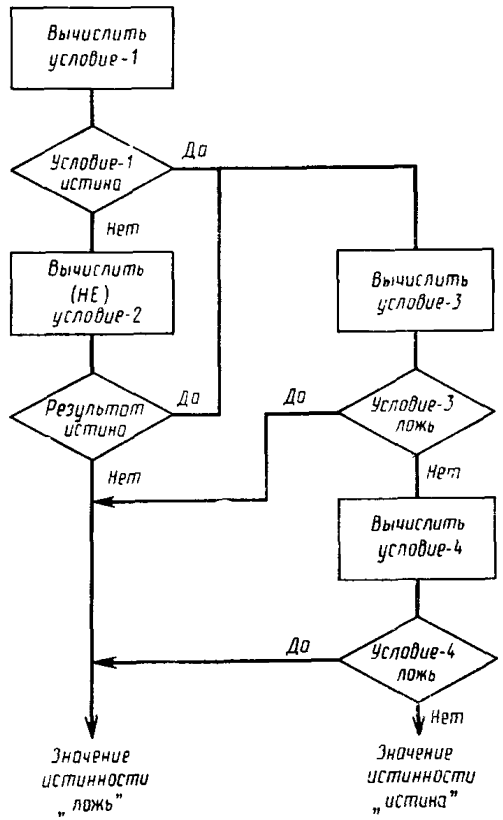 Вычислить
условие-1
Условие-1
истина
Да
Нет
Вычислить
(НЕ)
условие-2
Вычислить
условие-3
Результат
истина
Да
Да
Условие-3
ложь
Нет
Нет
Вычислить
условие-4
Да
Условие-4
ложь
Нет
Значение
истинности
„ложь”
Значение
истинности
„истина”